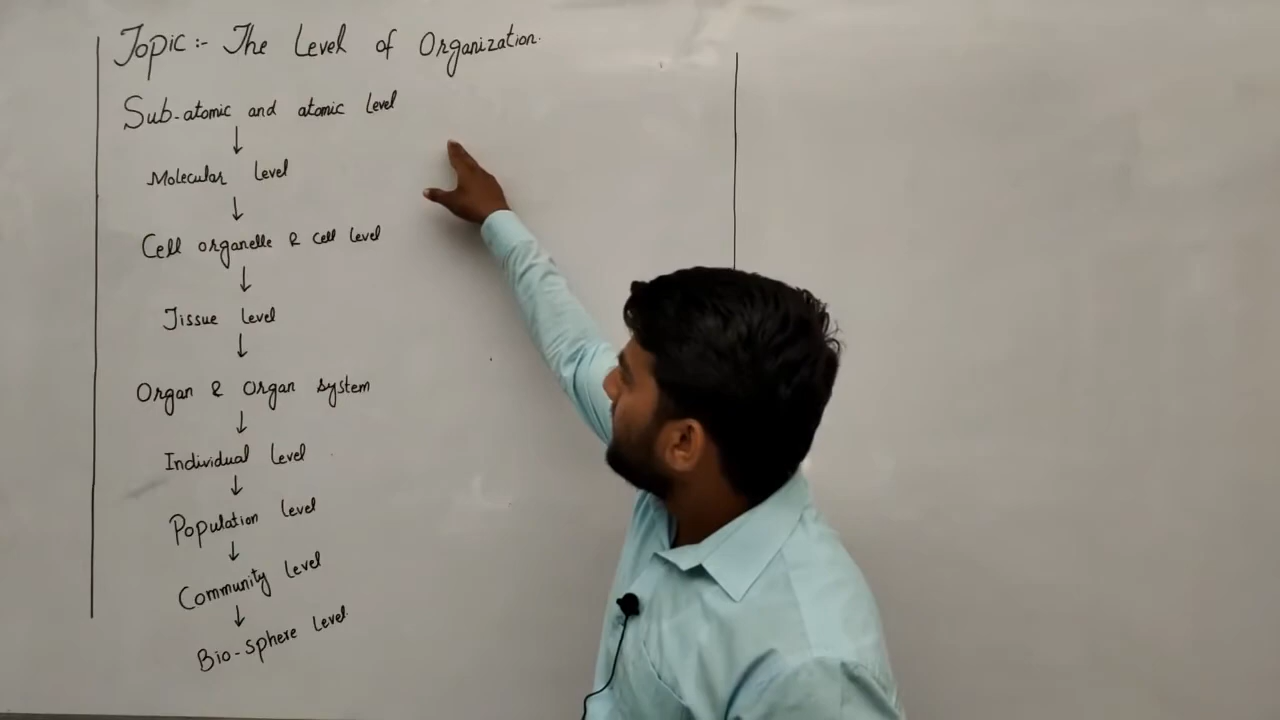 Topic:- The Level of Organization.
Sub-atomic and atomic Level
↓
Molecular Level
↓
Cell organelle & cell level
↓
Tissue Level
↓
Organ & Organ system
↓
Individual Level
↓
Population Level
↓
Community Level
↓
Bio-sphere Level.